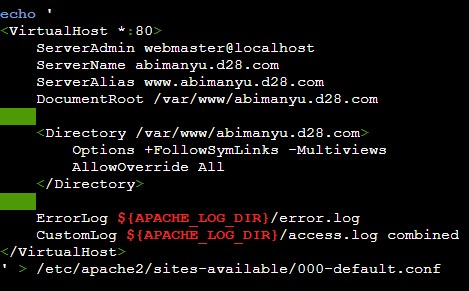 echo '
<VirtualHost *:80>
    ServerAdmin webmaster@localhost
    ServerName abimanyu.d28.com
    ServerAlias www.abimanyu.d28.com
    DocumentRoot /var/www/abimanyu.d28.com

    <Directory /var/www/abimanyu.d28.com>
        Options +FollowSymLinks -Multiviews
        AllowOverride All
    </Directory>

    ErrorLog ${APACHE_LOG_DIR}/error.log
    CustomLog ${APACHE_LOG_DIR}/access.log combined
</VirtualHost>
' > /etc/apache2/sites-available/000-default.conf